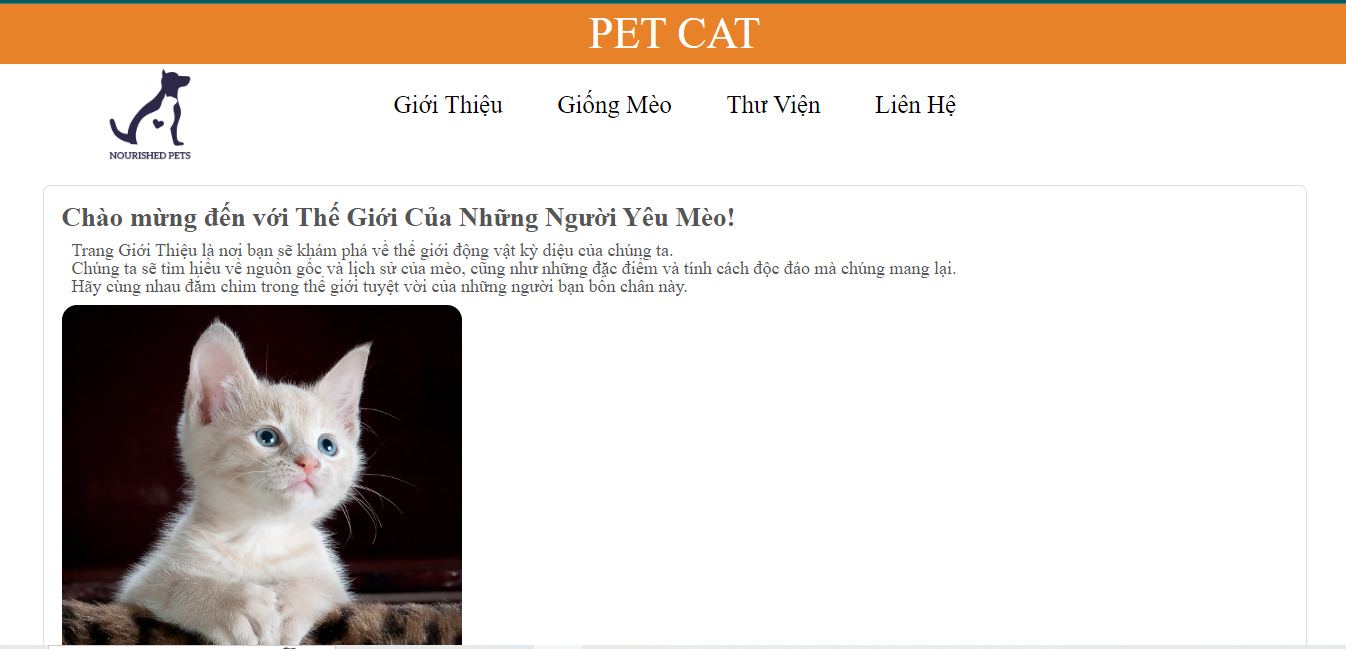 PET CAT
NOURISHED PETS
Giới Thiệu Giống Mèo Thư Viện Liên Hệ
Chào mừng đến với Thế Giới Của Những Người Yêu Mèo!
Trang Giới Thiệu là nơi bạn sẽ khám phá về thế giới động vật kỳ diệu của chúng ta.
Chúng ta sẽ tìm hiểu về nguồn gốc và lịch sử của mèo, cũng như những đặc điểm và tính cách độc đáo mà chúng mang lại.
Hãy cùng nhau đắm chìm trong thế giới tuyệt vời của những người bạn bốn chân này.